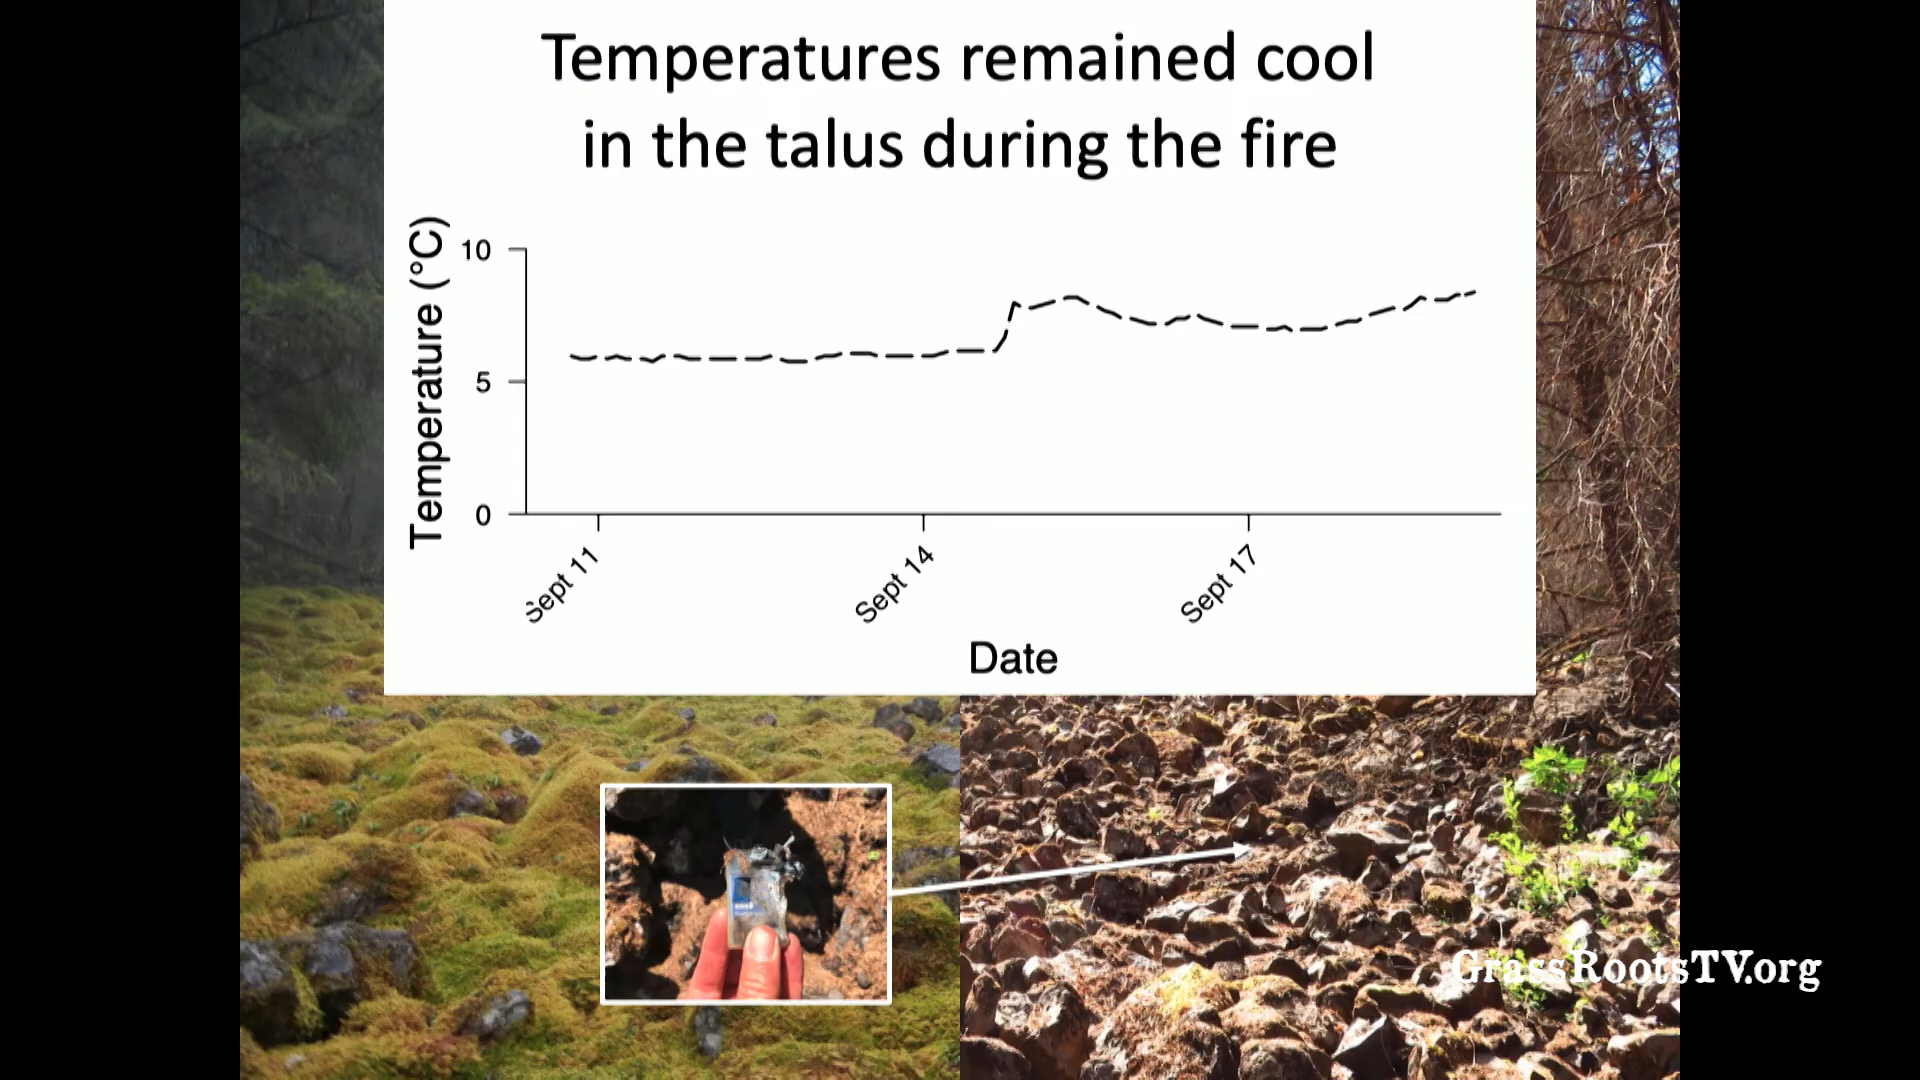 Temperatures remained cool
in the talus during the fire
Temperature (°C)
10
5
0
Sept 11
Sept 14
Sept 17
Date
GrassRootsTV.org